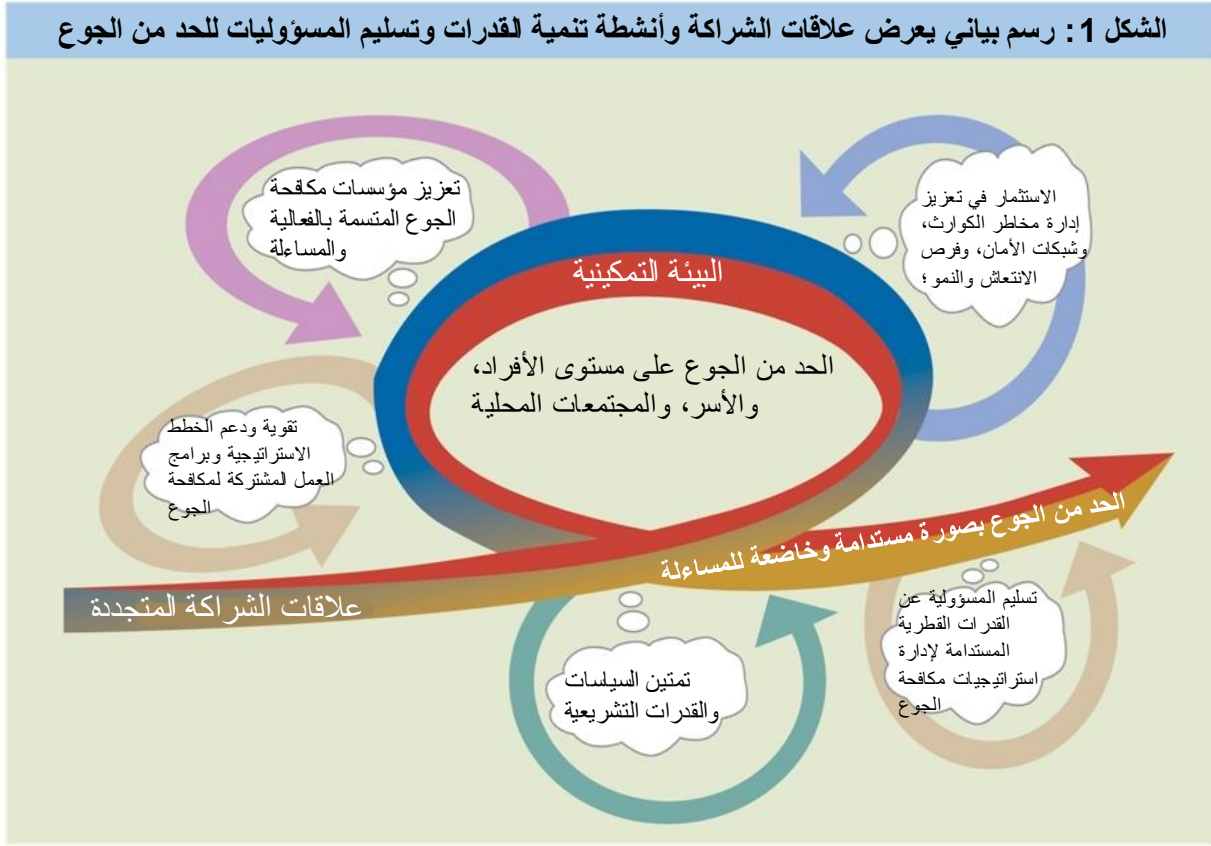 الشكل 1: رسم بياني يعرض علاقات الشراكة وأنشطة تنمية القدرات وتسليم المسؤوليات للحد من الجوع
الاستثمار في تعزيز
إدارة مخاطر الكوارث،
وشبكات الأمان، وفرص
الانتعاش والنمو؛
تعزيز مؤسسات مكافحة
الجوع المتسمة بالفعالية
والمساءلة
البيئة التمكينية
الحد من الجوع على مستوى الأفراد،
والأسر، والمجتمعات المحلية
تقوية ودعم الخطط
الاستراتيجية وبرامج
العمل المشتركة لمكافحة
الجوع
الحد من الجوع بصورة مستدامة وخاضعة للمساءلة
علاقات الشراكة المتجددة
تسليم المسؤولية عن
القدرات القطرية
المستدامة لإدارة
استراتيجيات مكافحة
الجوع
تمتين السياسات
والقدرات التشريعية